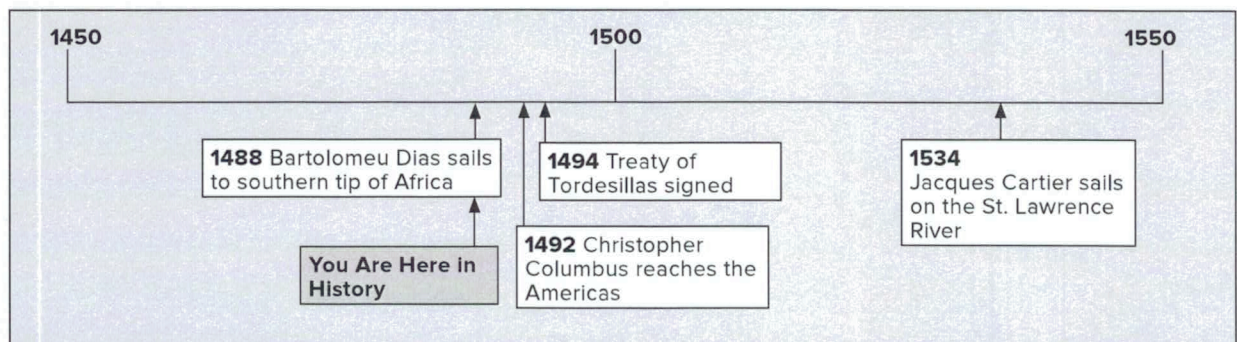 1450
1500
1550
1488 Bartolomeu Dias sails
to southern tip of Africa
1494 Treaty of
Tordesillas signed
1534
Jacques Cartier sails
on the St. Lawrence
River
You Are Here in
History
1492 Christopher
Columbus reaches the
Americas